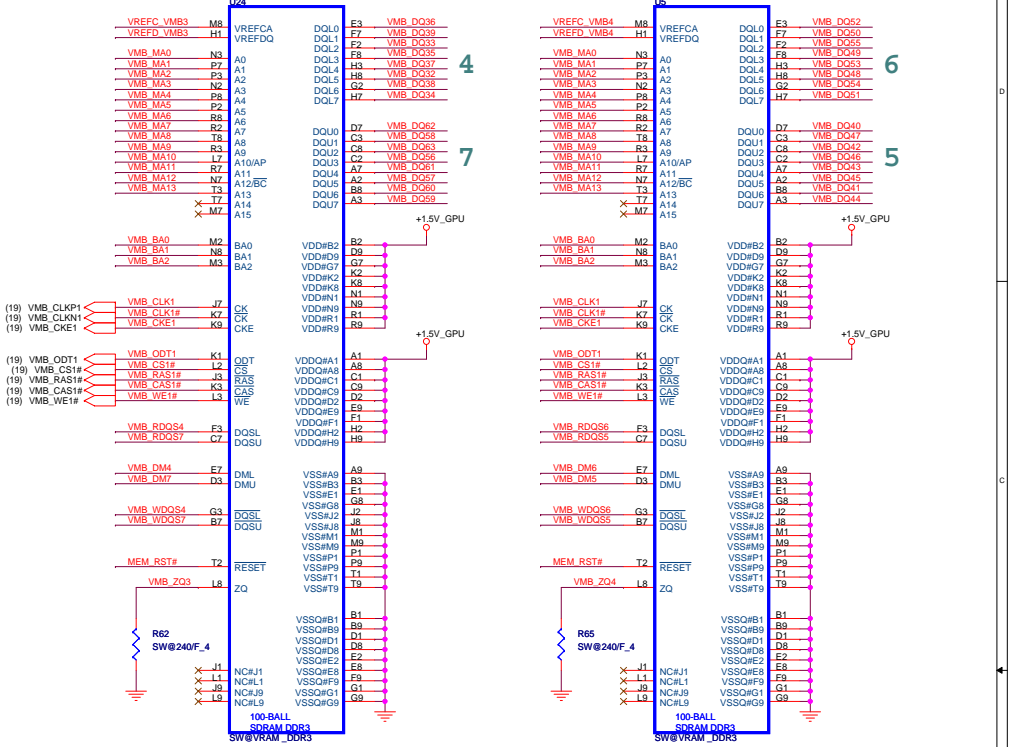 U24
VREFC_VMB3 M8 VREFCA DQL0 E3 VMB_DQ36
VREFD_VMB3 H1 VREFDQ DQL1 F7 VMB_DQ39
DQL2 F2 VMB_DQ33
VMB_MA0 N3 A0 DQL3 F8 VMB_DQ35
VMB_MA1 P7 A1 DQL4 H3 VMB_DQ37 4
VMB_MA2 P3 A2 DQL5 H8 VMB_DQ32
VMB_MA3 N2 A3 DQL6 G2 VMB_DQ38
VMB_MA4 P8 A4 DQL7 H7 VMB_DQ34
VMB_MA5 P2 A5
VMB_MA6 R8 A6
VMB_MA7 R2 A7 DQU0 D7 VMB_DQ62
VMB_MA8 T8 A8 DQU1 C3 VMB_DQ58
VMB_MA9 R3 A9 DQU2 C8 VMB_DQ63
VMB_MA10 L7 A10/AP DQU3 C2 VMB_DQ56 7
VMB_MA11 R7 A11 DQU4 A7 VMB_DQ61
VMB_MA12 N7 A12/BC DQU5 A2 VMB_DQ57
VMB_MA13 T3 A13 DQU6 B8 VMB_DQ60
T7 A14 DQU7 A3 VMB_DQ59
M7 A15
+1.5V_GPU
VMB_BA0 M2 BA0 VDD#B2 B2
VMB_BA1 N8 BA1 VDD#D9 D9
VMB_BA2 M3 BA2 VDD#G7 G7
VDD#K2 K2
VDD#K8 K8
VDD#N1 N1
(19) VMB_CLKP1 VMB_CLK1 J7 CK VDD#N9 N9
(19) VMB_CLKN1 VMB_CLK1# K7 CK VDD#R1 R1
(19) VMB_CKE1 VMB_CKE1 K9 CKE VDD#R9 R9
+1.5V_GPU
(19) VMB_ODT1 VMB_ODT1 K1 ODT VDDQ#A1 A1
(19) VMB_CS1# VMB_CS1# L2 CS VDDQ#A8 A8
(19) VMB_RAS1# VMB_RAS1# J3 RAS VDDQ#C1 C1
(19) VMB_CAS1# VMB_CAS1# K3 CAS VDDQ#C9 C9
(19) VMB_WE1# VMB_WE1# L3 WE VDDQ#D2 D2
VDDQ#E9 E9
VDDQ#F1 F1
VMB_RDQS4 F3 DQSL VDDQ#H2 H2
VMB_RDQS7 C7 DQSU VDDQ#H9 H9
VMB_DM4 E7 DML VSS#A9 A9
VMB_DM7 D3 DMU VSS#B3 B3
VSS#E1 E1
VSS#G8 G8
VMB_WDQS4 G3 DQSL VSS#J2 J2
VMB_WDQS7 B7 DQSU VSS#J8 J8
VSS#M1 M1
VSS#M9 M9
VSS#P1 P1
MEM_RST# T2 RESET VSS#P9 P9
VSS#T1 T1
VMB_ZQ3 L8 ZQ VSS#T9 T9
VSSQ#B1 B1
R62 VSSQ#B9 B9
SW@240/F_4 VSSQ#D1 D1
VSSQ#D8 D8
VSSQ#E2 E2
NC#J1 J1 VSSQ#E8 E8
NC#L1 L1 VSSQ#F9 F9
NC#J9 J9 VSSQ#G1 G1
NC#L9 L9 VSSQ#G9 G9
100-BALL
SDRAM DDR3
SW@VRAM _DDR3
U5
VREFC_VMB4 M8 VREFCA DQL0 E3 VMB_DQ52
VREFD_VMB4 H1 VREFDQ DQL1 F7 VMB_DQ50
DQL2 F2 VMB_DQ55
VMB_MA0 N3 A0 DQL3 F8 VMB_DQ49
VMB_MA1 P7 A1 DQL4 H3 VMB_DQ53 6
VMB_MA2 P3 A2 DQL5 H8 VMB_DQ48
VMB_MA3 N2 A3 DQL6 G2 VMB_DQ54
VMB_MA4 P8 A4 DQL7 H7 VMB_DQ51
VMB_MA5 P2 A5
VMB_MA6 R8 A6
VMB_MA7 R2 A7 DQU0 D7 VMB_DQ40
VMB_MA8 T8 A8 DQU1 C3 VMB_DQ47
VMB_MA9 R3 A9 DQU2 C8 VMB_DQ42
VMB_MA10 L7 A10/AP DQU3 C2 VMB_DQ46 5
VMB_MA11 R7 A11 DQU4 A7 VMB_DQ43
VMB_MA12 N7 A12/BC DQU5 A2 VMB_DQ45
VMB_MA13 T3 A13 DQU6 B8 VMB_DQ41
T7 A14 DQU7 A3 VMB_DQ44
M7 A15
+1.5V_GPU
VMB_BA0 M2 BA0 VDD#B2 B2
VMB_BA1 N8 BA1 VDD#D9 D9
VMB_BA2 M3 BA2 VDD#G7 G7
VDD#K2 K2
VDD#K8 K8
VDD#N1 N1
VMB_CLK1 J7 CK VDD#N9 N9
VMB_CLK1# K7 CK VDD#R1 R1
VMB_CKE1 K9 CKE VDD#R9 R9
+1.5V_GPU
VMB_ODT1 K1 ODT VDDQ#A1 A1
VMB_CS1# L2 CS VDDQ#A8 A8
VMB_RAS1# J3 RAS VDDQ#C1 C1
VMB_CAS1# K3 CAS VDDQ#C9 C9
VMB_WE1# L3 WE VDDQ#D2 D2
VDDQ#E9 E9
VDDQ#F1 F1
VMB_RDQS6 F3 DQSL VDDQ#H2 H2
VMB_RDQS5 C7 DQSU VDDQ#H9 H9
VMB_DM6 E7 DML VSS#A9 A9
VMB_DM5 D3 DMU VSS#B3 B3
VSS#E1 E1
VSS#G8 G8
VMB_WDQS6 G3 DQSL VSS#J2 J2
VMB_WDQS5 B7 DQSU VSS#J8 J8
VSS#M1 M1
VSS#M9 M9
VSS#P1 P1
MEM_RST# T2 RESET VSS#P9 P9
VSS#T1 T1
VMB_ZQ4 L8 ZQ VSS#T9 T9
VSSQ#B1 B1
R65 VSSQ#B9 B9
SW@240/F_4 VSSQ#D1 D1
VSSQ#D8 D8
VSSQ#E2 E2
J1 NC#J1 VSSQ#E8 E8
L1 NC#L1 VSSQ#F9 F9
J9 NC#J9 VSSQ#G1 G1
L9 NC#L9 VSSQ#G9 G9
100-BALL
SDRAM DDR3
SW@VRAM _DDR3
D
C